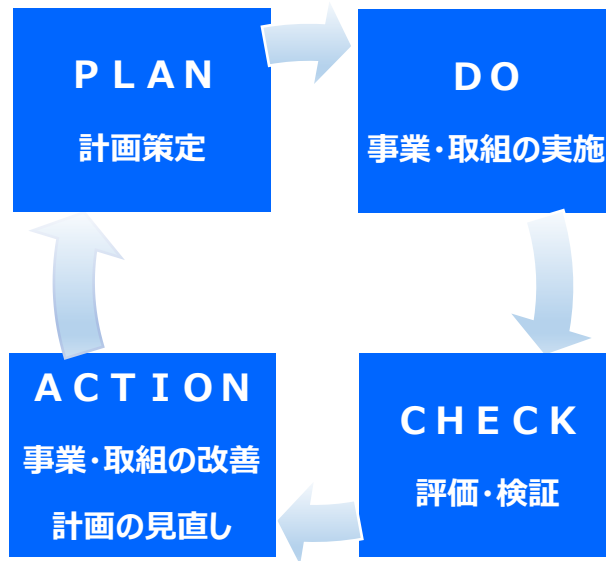 ＰＬＡＮ
計画策定
ＤＯ
事業・取組の実施
ＣＨＥＣＫ
評価・検証
ＡＣＴＩＯＮ
事業・取組の改善
計画の見直し